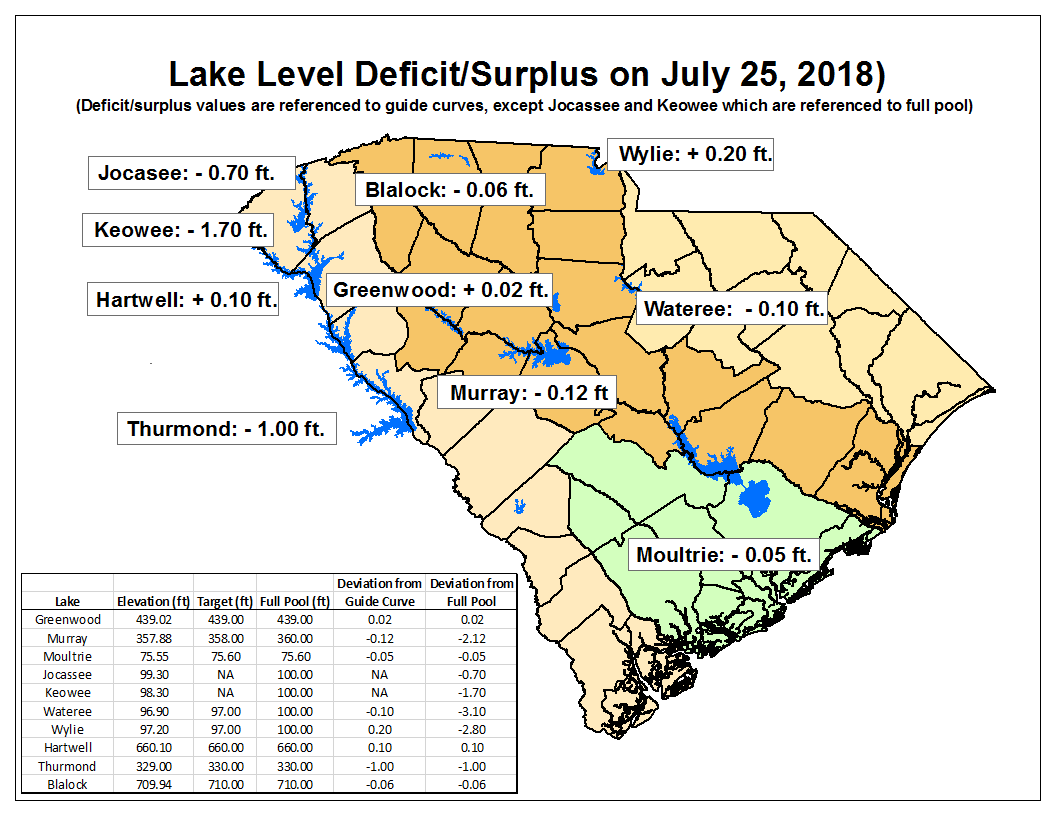 Lake Level Deficit/Surplus on July 25, 2018)
(Deficit/surplus values are referenced to guide curves, except Jocassee and Keowee which are referenced to full pool)
Wylie: + 0.20 ft.
Jocasee: - 0.70 ft.
Blalock: - 0.06 ft.
Keowee: - 1.70 ft.
Greenwood: + 0.02 ft.
Hartwell: + 0.10 ft.
Wateree: - 0.10 ft.
Murray: - 0.12 ft
Thurmond: - 1.00 ft.
Moultrie: - 0.05 ft.
Deviation from Deviation from
Lake Elevation (ft) Target (ft) Full Pool (ft) Guide Curve Full Pool
Greenwood 439.02 439.00 439.00 0.02 0.02
Murray 357.88 358.00 360.00 -0.12 -2.12
Moultrie 75.55 75.60 75.60 -0.05 -0.05
Jocassee 99.30 NA 100.00 NA -0.70
Keowee 98.30 NA 100.00 NA -1.70
Wateree 96.90 97.00 100.00 -0.10 -3.10
Wylie 97.20 97.00 100.00 0.20 -2.80
Hartwell 660.10 660.00 660.00 0.10 0.10
Thurmond 329.00 330.00 330.00 -1.00 -1.00
Blalock 709.94 710.00 710.00 -0.06 -0.06